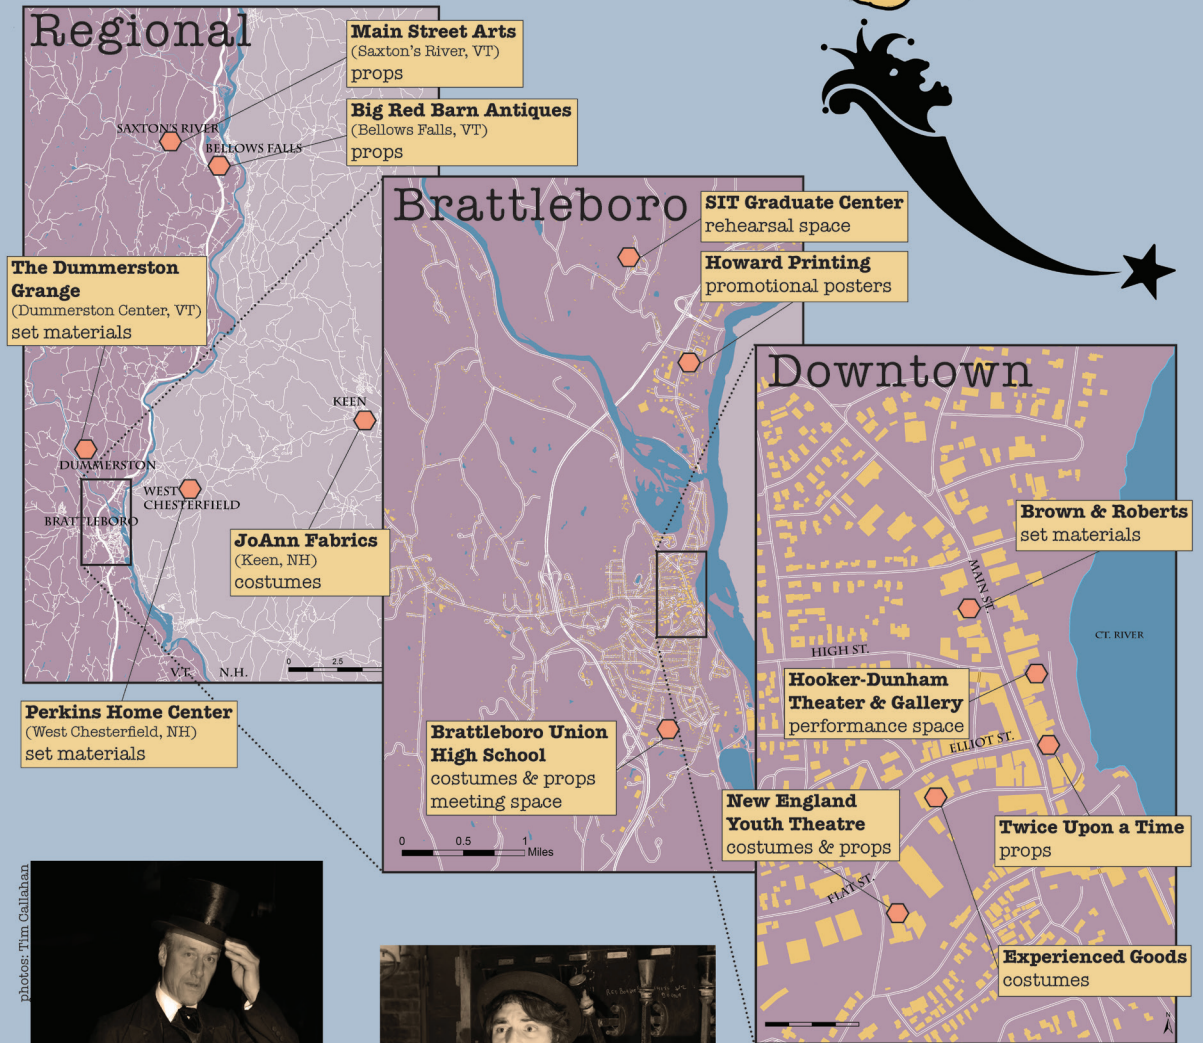 Regional
Main Street Arts
(Saxton's River, VT)
props
Big Red Barn Antiques
(Bellows Falls, VT)
props
SAXTON'S RIVER
BELLOWS FALLS
The Dummerston
Grange
(Dummerston Center, VT)
set materials
KEEN
DUMMERSTON
WEST
CHESTERFIELD
BRATTLEBORO
JoAnn Fabrics
(Keen, NH)
costumes
0 2.5
V.T. N.H.
Perkins Home Center
(West Chesterfield, NH)
set materials
Brattleboro
SIT Graduate Center
rehearsal space
Howard Printing
promotional posters
Brattleboro Union
High School
costumes & props
meeting space
0 0.5 1
Miles
Downtown
Brown & Roberts
set materials
MAIN ST.
CT. RIVER
HIGH ST.
Hooker-Dunham
Theater & Gallery
performance space
ELLIOT ST.
New England
Youth Theatre
costumes & props
Twice Upon a Time
props
FLAT ST.
Experienced Goods
costumes
N
photos: Tim Callahan